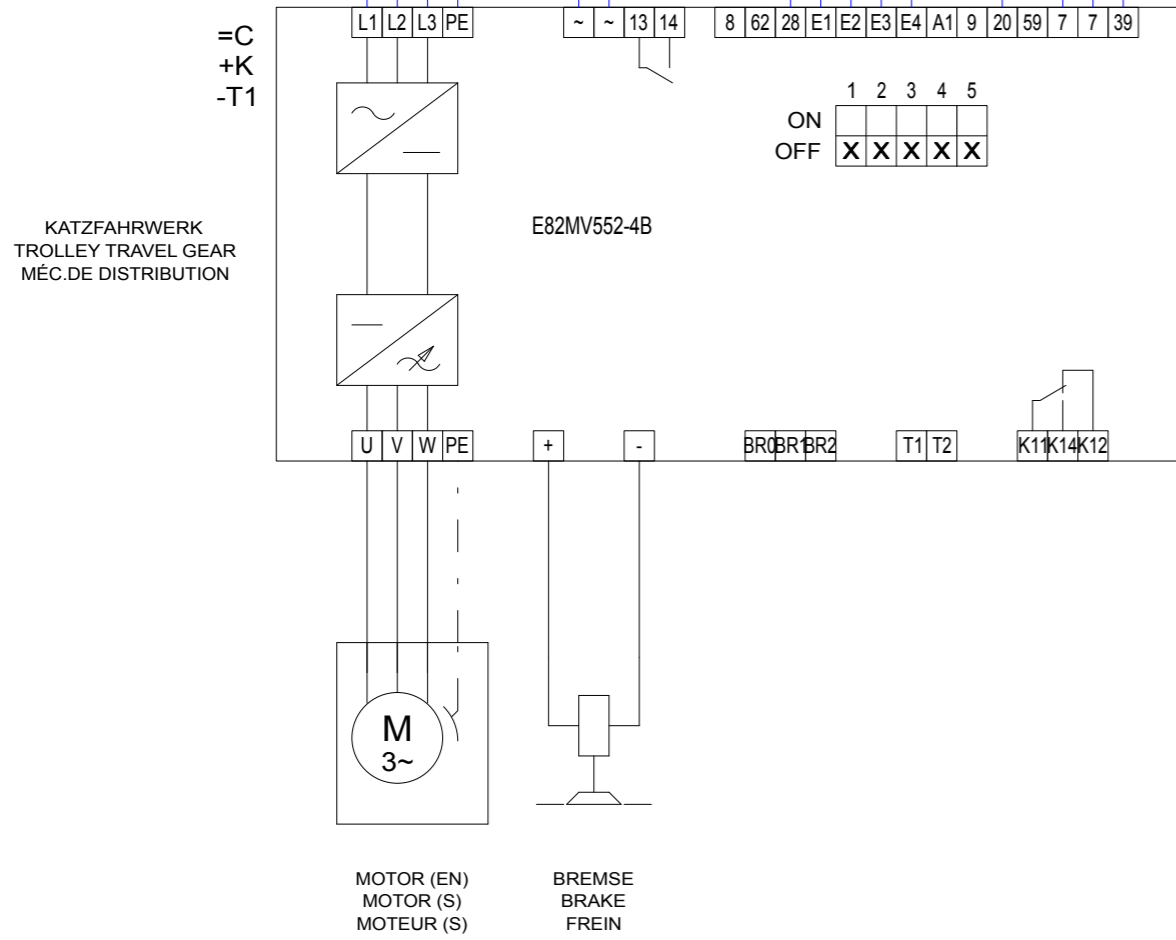 L1 L2 L3 PE ~ ~ 13 14 8 62 28 E1 E2 E3 E4 A1 9 20 59 7 7 39
=C
+K
-T1
1 2 3 4 5
ON
OFF X X X X X
KATZFAHRWERK
TROLLEY TRAVEL GEAR
MÉC.DE DISTRIBUTION
E82MV552-4B
U V W PE + - BR0 BR1 BR2 T1 T2 K11 K14 K12
M
3~
MOTOR (EN)
MOTOR (S)
MOTEUR (S)
BREMSE
BRAKE
FREIN